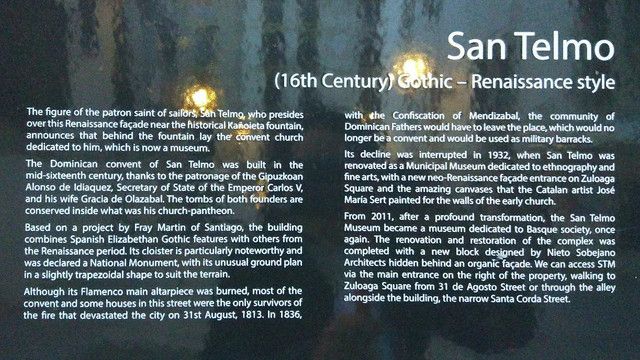 San Telmo
(16th Century) Gothic – Renaissance style
The figure of the patron saint of sailors, San Telmo, who presides
over this Renaissance façade near the historical Kañoieta fountain,
announces that behind the fountain lay the convent church
dedicated to him, which is now a museum.
The Dominican convent of San Telmo was built in the
mid-sixteenth century, thanks to the patronage of the Gipuzkoan
Alonso de Idiaquez, Secretary of State of the Emperor Carlos V,
and his wife Gracia de Olazabal. The tombs of both founders are
conserved inside what was his church-pantheon.
Based on a project by Fray Martin of Santiago, the building
combines Spanish Elizabethan Gothic features with others from
the Renaissance period. Its cloister is particularly noteworthy and
was declared a National Monument, with its unusual ground plan
in a slightly trapezoidal shape to suit the terrain.
Although its Flamenco main altarpiece was burned, most of the
convent and some houses in this street were the only survivors of
the fire that devastated the city on 31st August, 1813. In 1836,
with the Confiscation of Mendizabal, the community of
Dominican Fathers would have to leave the place, which would no
longer be a convent and would be used as military barracks.
Its decline was interrupted in 1932, when San Telmo was
renovated as a Municipal Museum dedicated to ethnography and
fine arts, with a new neo-Renaissance façade entrance on Zuloaga
Square and the amazing canvases that the Catalan artist José
María Sert painted for the walls of the early church.
From 2011, after a profound transformation, the San Telmo
Museum became a museum dedicated to Basque society, once
again. The renovation and restoration of the complex was
completed with a new block designed by Nieto Sobejano
Architects hidden behind an organic façade. We can access STM
via the main entrance on the right of the property, walking to
Zuloaga Square from 31 de Agosto Street or through the alley
alongside the building, the narrow Santa Corda Street.